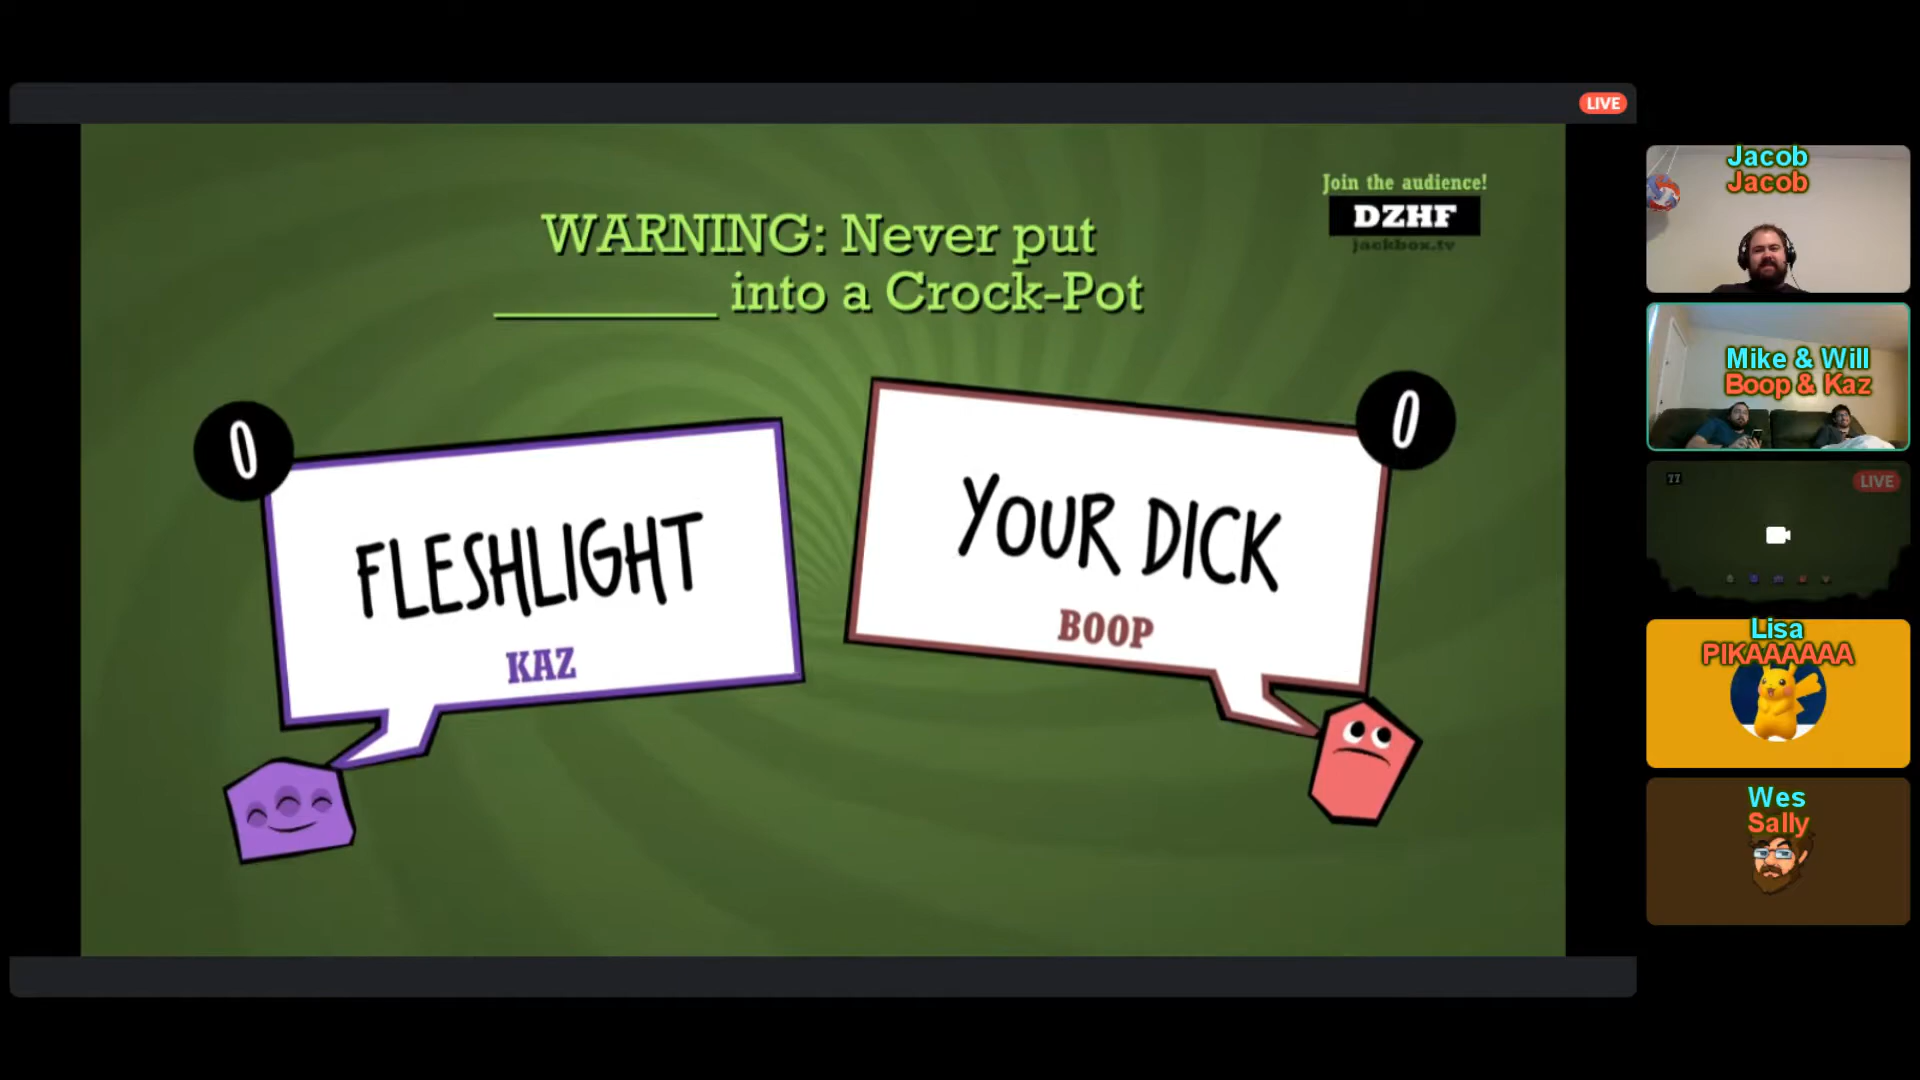 LIVE
Join the audience!
DZHF
jackbox.tv
WARNING: Never put
________ into a Crock-Pot
0
0
FLESHLIGHT
KAZ
YOUR DICK
BOOP
Jacob
Jacob
Mike & Will
Boop & Kaz
LIVE
Lisa
PIKAAAAAA
Wes
Sally